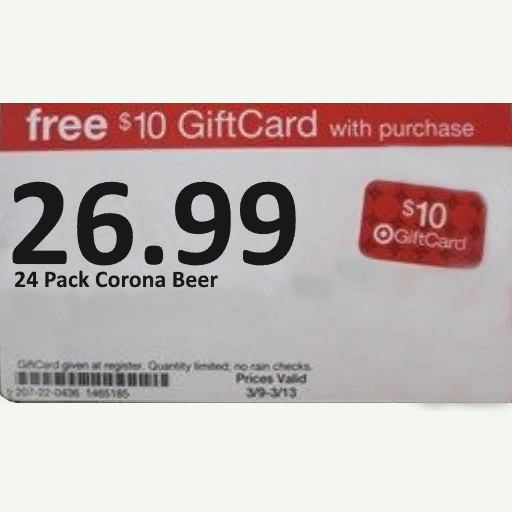 free $10 GiftCard with purchase
26.99
24 Pack Corona Beer
$10
GiftCard
GiftCard given at register. Quantity limited; no rain checks.
Prices Valid
207-22-0436 1465185
3/9-3/13